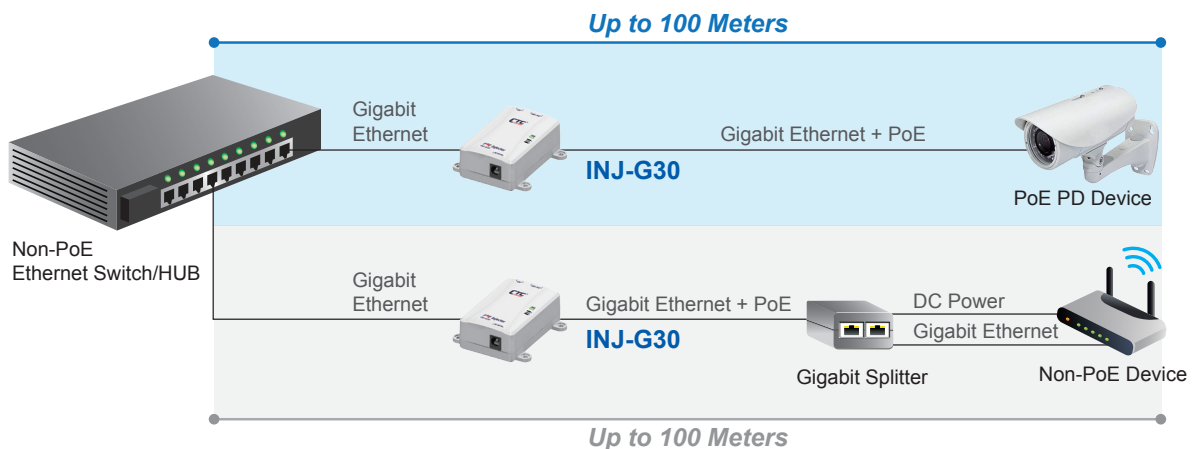 Up to 100 Meters
Gigabit
Ethernet
Gigabit Ethernet + PoE
CTC
INJ-G30
PoE PD Device
Non-PoE
Ethernet Switch/HUB
Gigabit
Ethernet
Gigabit Ethernet + PoE
DC Power
Gigabit Ethernet
CTC
INJ-G30
Gigabit Splitter
Non-PoE Device
Up to 100 Meters